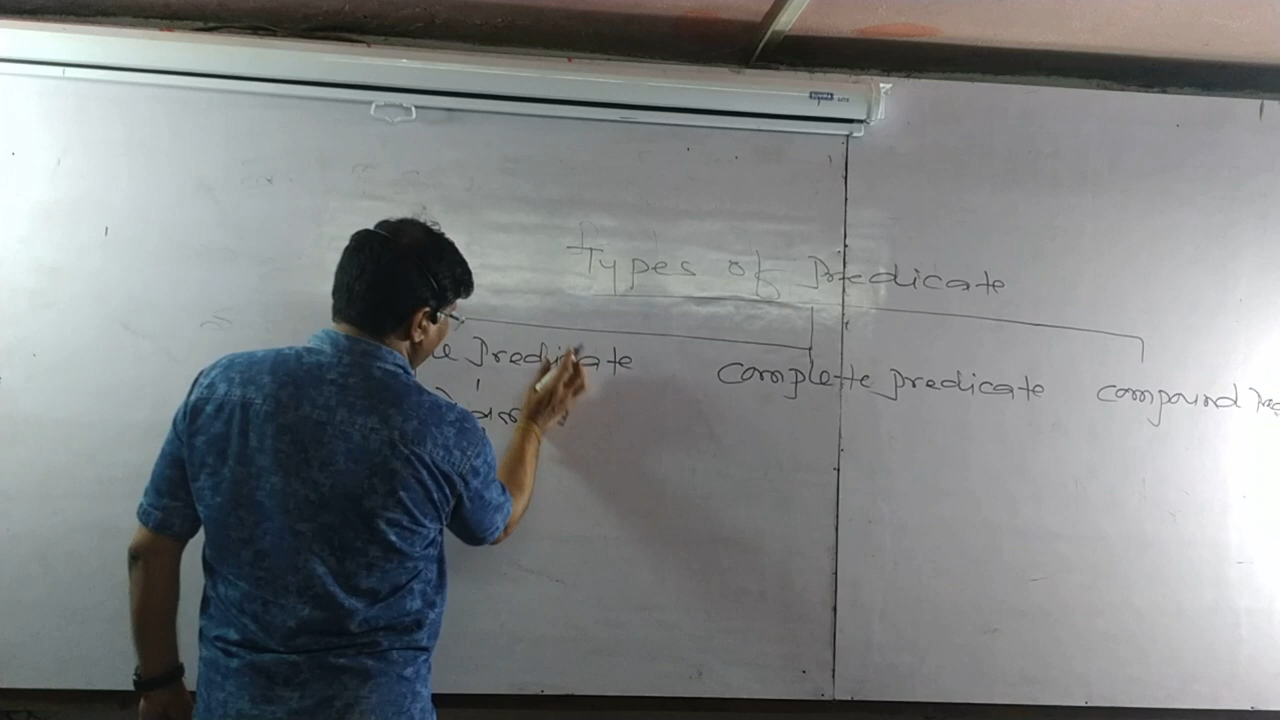 Types of Predicate
Predicate
complete predicate
compound